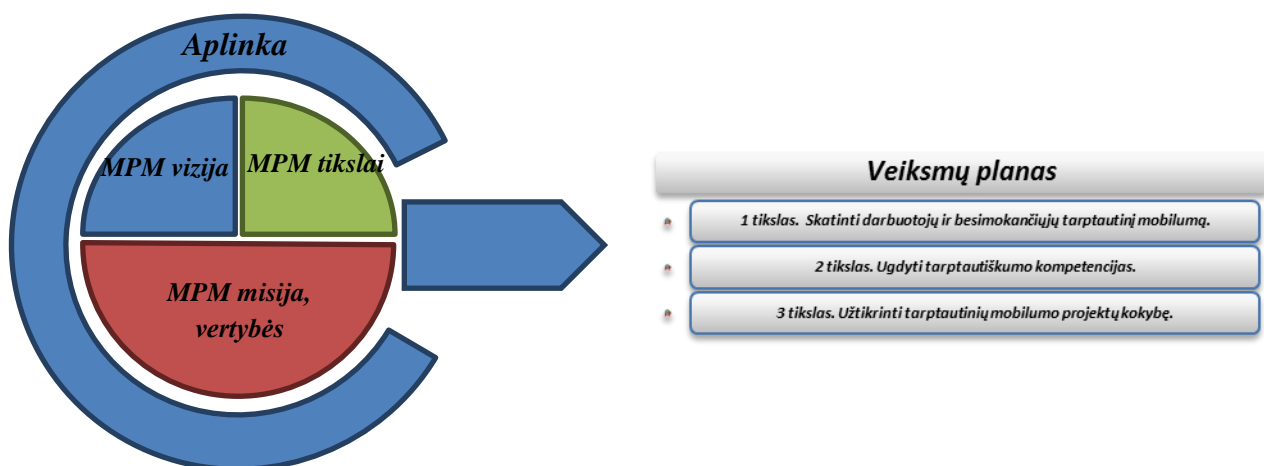 Aplinka
MPM vizija
MPM tikslai
MPM misija,
vertybės
Veiksmų planas
1 tikslas. Skatinti darbuotojų ir besimokančiųjų tarptautinį mobilumą.
2 tikslas. Ugdyti tarptautiškumo kompetencijas.
3 tikslas. Užtikrinti tarptautinių mobilumo projektų kokybę.